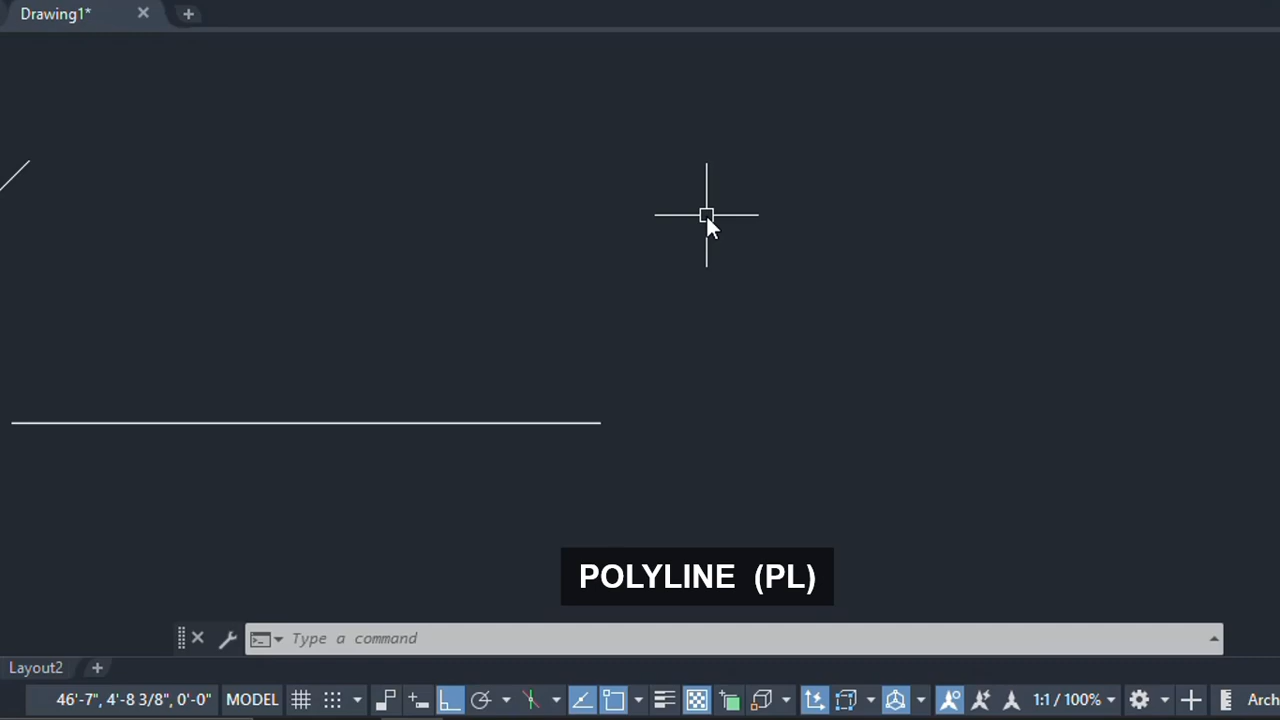 Drawing1*
POLYLINE (PL)
Type a command
Layout2
46'-7", 4'-8 3/8", 0'-0" MODEL 1:1 / 100% Arch